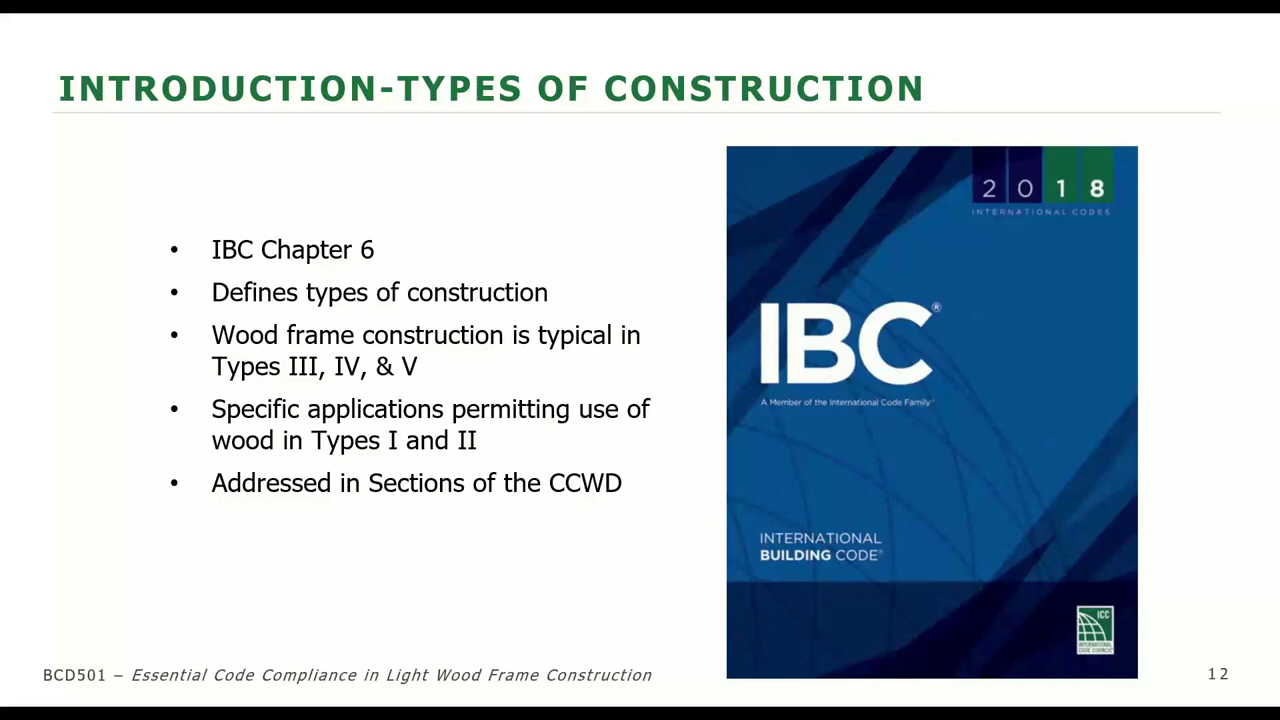 INTRODUCTION-TYPES OF CONSTRUCTION
• IBC Chapter 6
• Defines types of construction
• Wood frame construction is typical in
Types III, IV, & V
• Specific applications permitting use of
wood in Types I and II
• Addressed in Sections of the CCWD
2018
INTERNATIONAL CODES
IBC®
A Member of the International Code Family®
INTERNATIONAL
BUILDING CODE®
ICC
INTERNATIONAL
CODE COUNCIL
BCD501 – Essential Code Compliance in Light Wood Frame Construction
12